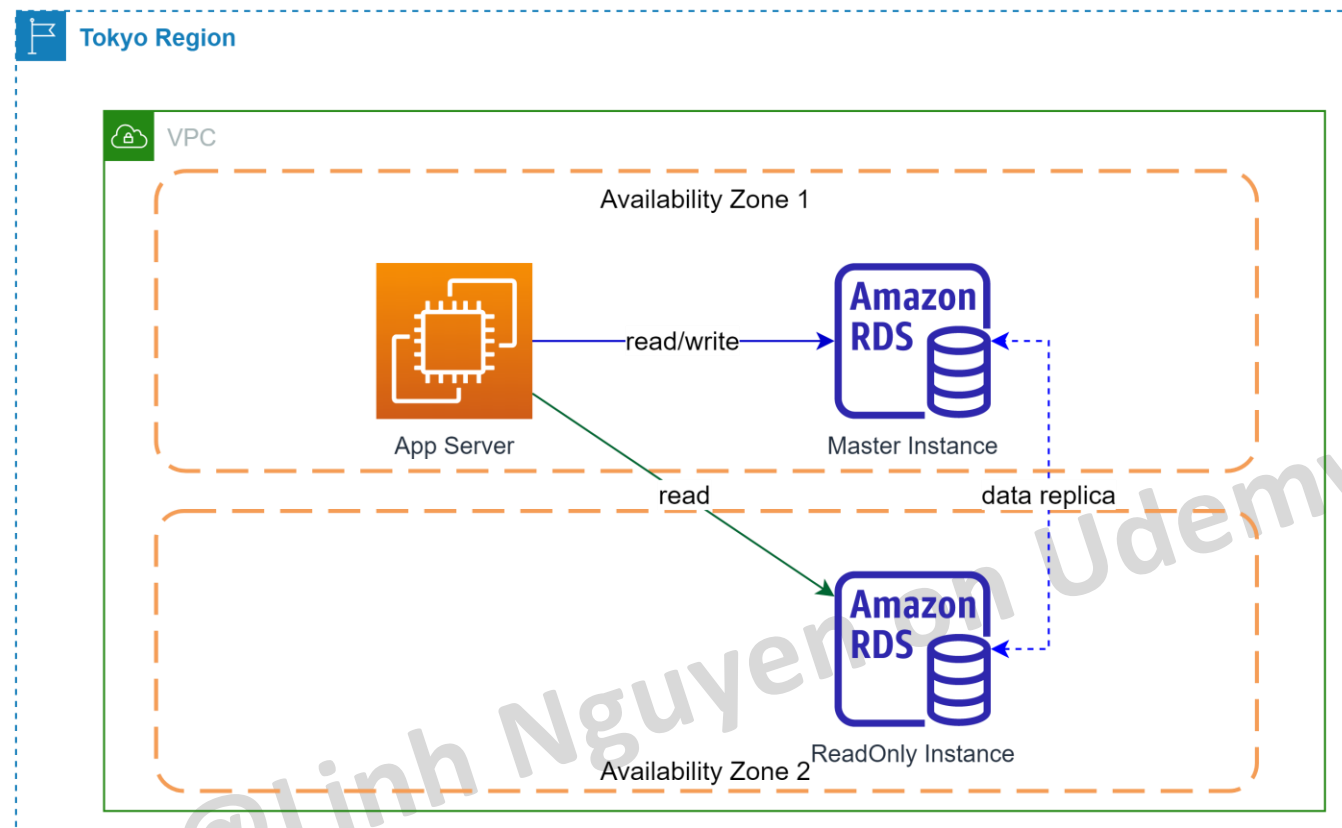 Tokyo Region
VPC
Availability Zone 1
Amazon
RDS
read/write
App Server
Master Instance
read
data replica
Amazon
RDS
ReadOnly Instance
Availability Zone 2
@Linh Nguyen on Udemy